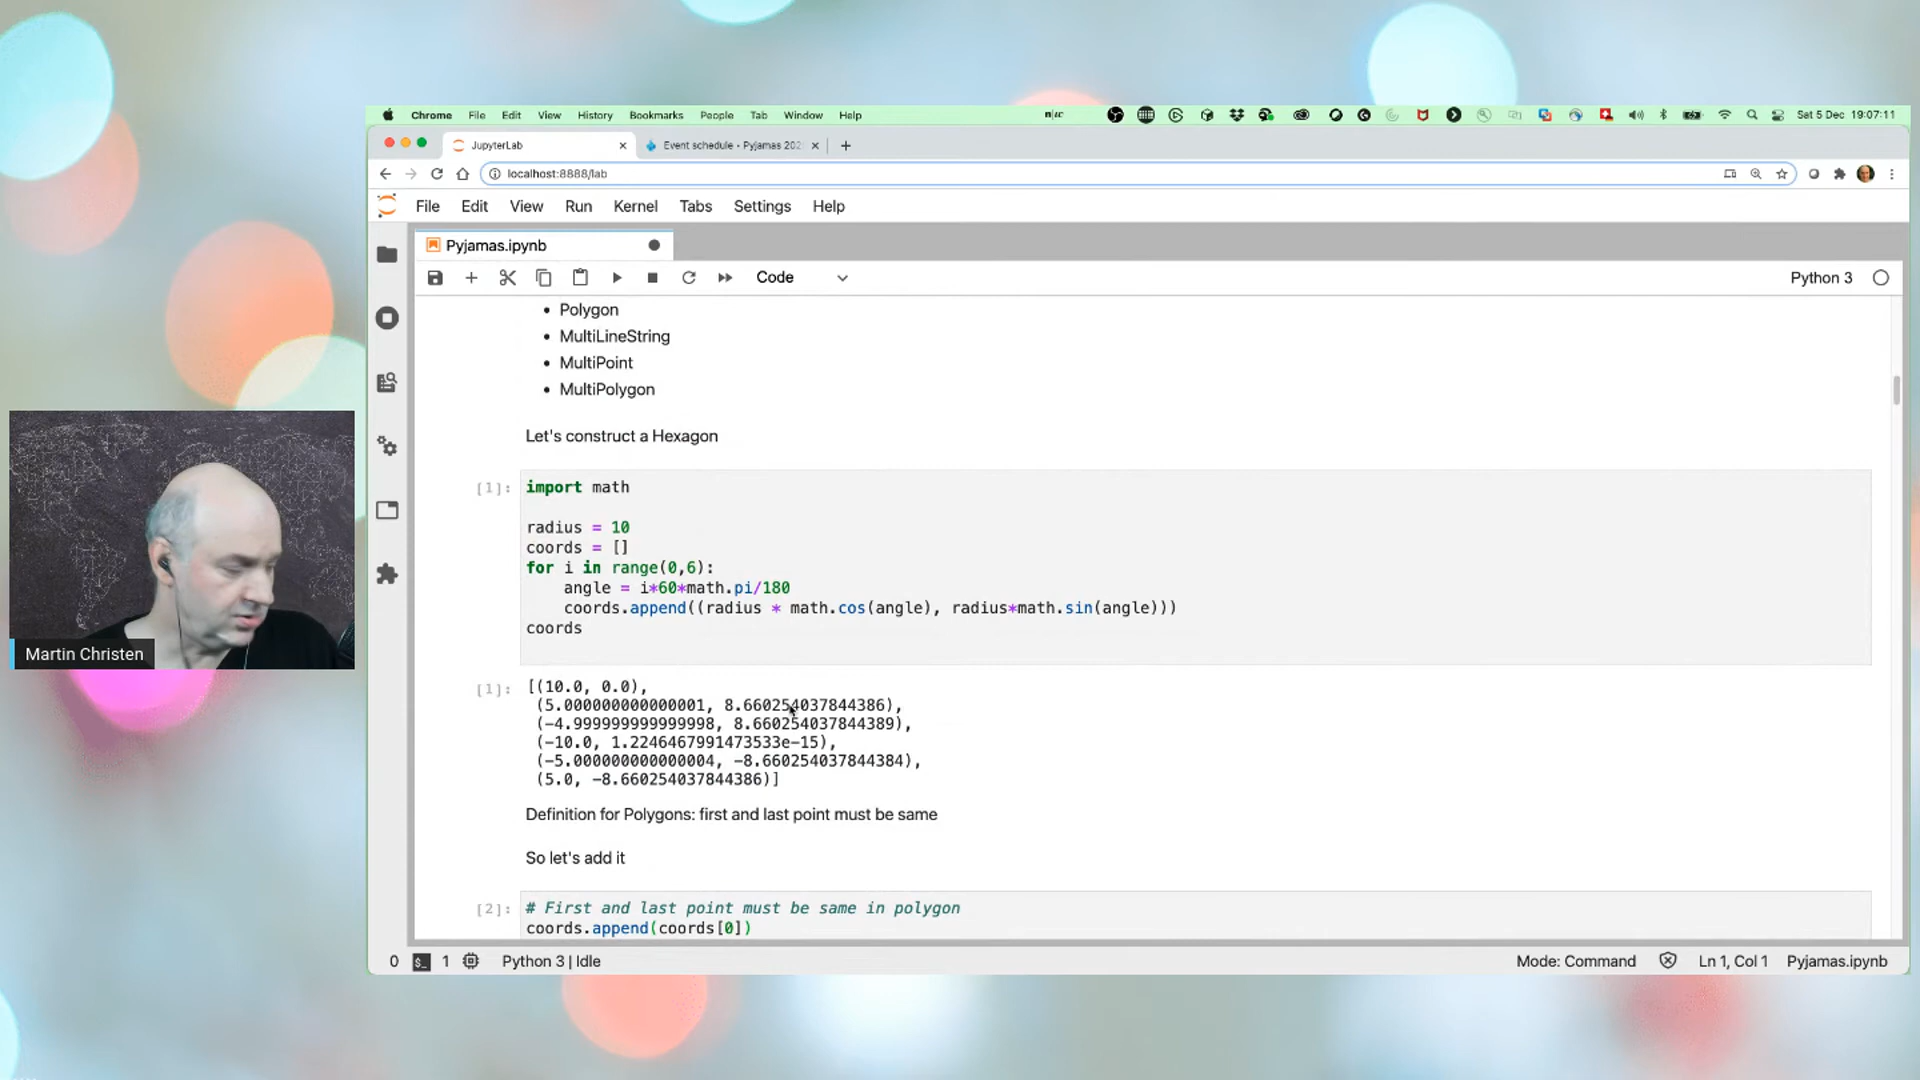 Chrome File Edit View History Bookmarks People Tab Window Help Sat 5 Dec 19:07:11
JupyterLab Event schedule • Pyjamas 202
localhost:8888/lab
File Edit View Run Kernel Tabs Settings Help
Pyjamas.ipynb
Code Python 3
• Polygon
• MultiLineString
• MultiPoint
• MultiPolygon
Let's construct a Hexagon
[1]: import math
radius = 10
coords = []
for i in range(0,6):
angle = i*60*math.pi/180
coords.append((radius * math.cos(angle), radius*math.sin(angle)))
coords
[1]: [(10.0, 0.0),
(5.000000000000001, 8.660254037844386),
(-4.999999999999998, 8.660254037844389),
(-10.0, 1.2246467991473533e-15),
(-5.000000000000004, -8.660254037844384),
(5.0, -8.660254037844386)]
Definition for Polygons: first and last point must be same
So let's add it
[2]: # First and last point must be same in polygon
coords.append(coords[0])
0 $_ 1 Python 3 | Idle Mode: Command Ln 1, Col 1 Pyjamas.ipynb
Martin Christen